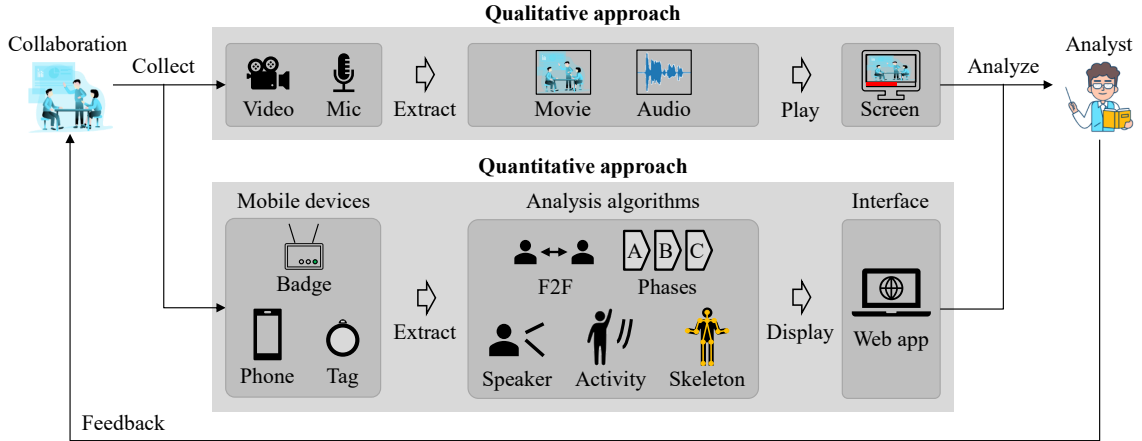 Qualitative approach
Collaboration
Collect
Video
Mic
Extract
Movie
Audio
Play
Screen
Analyze
Analyst
Quantitative approach
Mobile devices
Badge
Phone
Tag
Extract
Analysis algorithms
F2F
A B C
Phases
Speaker
Activity
Skeleton
Display
Interface
Web app
Feedback